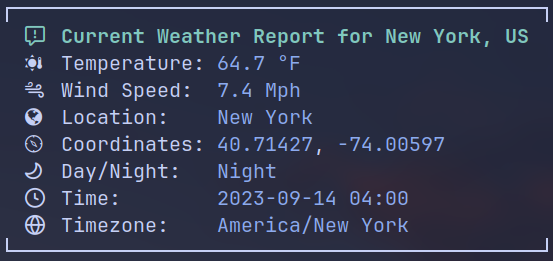 Current Weather Report for New York, US
Temperature: 64.7 °F
Wind Speed: 7.4 Mph
Location: New York
Coordinates: 40.71427, -74.00597
Day/Night: Night
Time: 2023-09-14 04:00
Timezone: America/New York